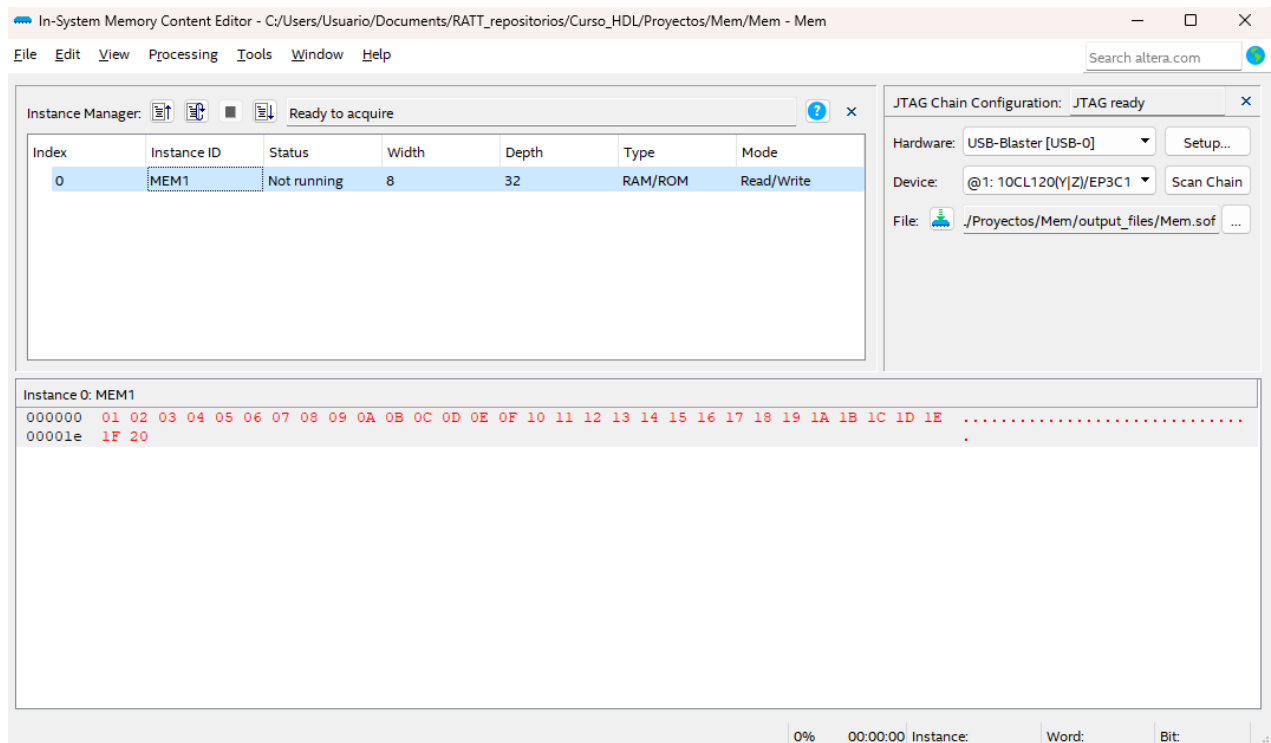 In-System Memory Content Editor - C:/Users/Usuario/Documents/RATT_repositorios/Curso_HDL/Proyectos/Mem/Mem - Mem
File Edit View Processing Tools Window Help
Search altera.com
Instance Manager: Ready to acquire
Index Instance ID Status Width Depth Type Mode
0 MEM1 Not running 8 32 RAM/ROM Read/Write
JTAG Chain Configuration: JTAG ready
Hardware: USB-Blaster [USB-0] Setup...
Device: @1: 10CL120(Y|Z)/EP3C1 Scan Chain
File: ./Proyectos/Mem/output_files/Mem.sof ...
Instance 0: MEM1
000000 01 02 03 04 05 06 07 08 09 0A 0B 0C 0D 0E 0F 10 11 12 13 14 15 16 17 18 19 1A 1B 1C 1D 1E ..............................
00001e 1F 20 .
0% 00:00:00 Instance: Word: Bit: